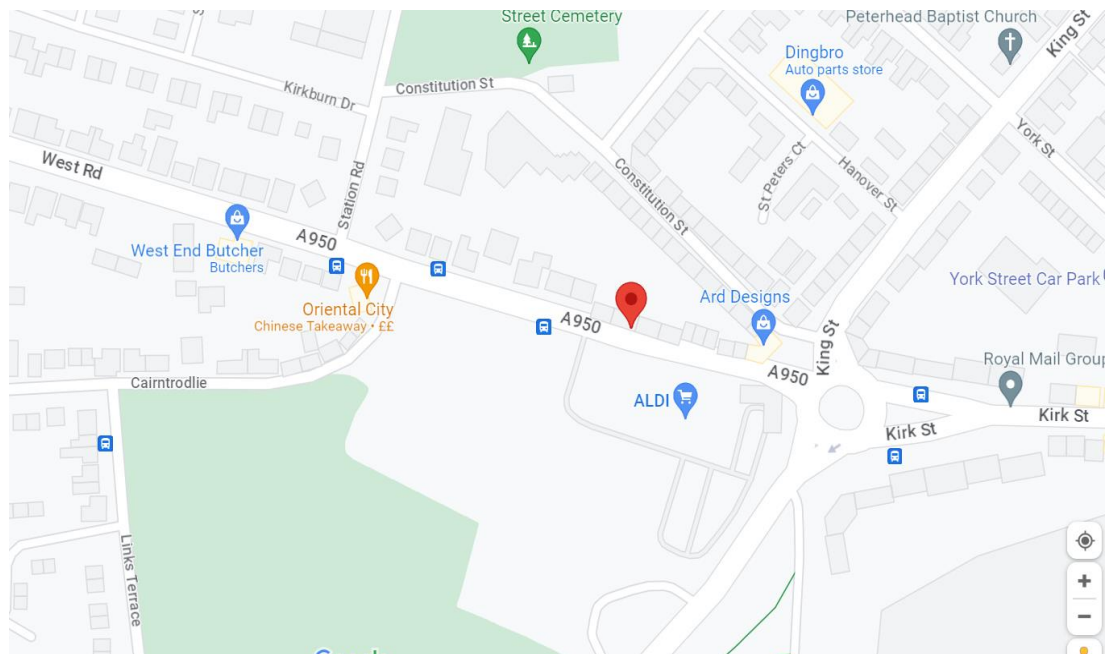 Street Cemetery
Peterhead Baptist Church
King St
Dingbro
Auto parts store
Kirkburn Dr
Constitution St
York St
West Rd
Station Rd
Constitution St
St Peters Ct
Hanover St
A950
West End Butcher
Butchers
York Street Car Park
Oriental City
Chinese Takeaway • ££
Ard Designs
A950
King St
Royal Mail Group
A950
Cairntrodlie
ALDI
Kirk St
Kirk St
Links Terrace